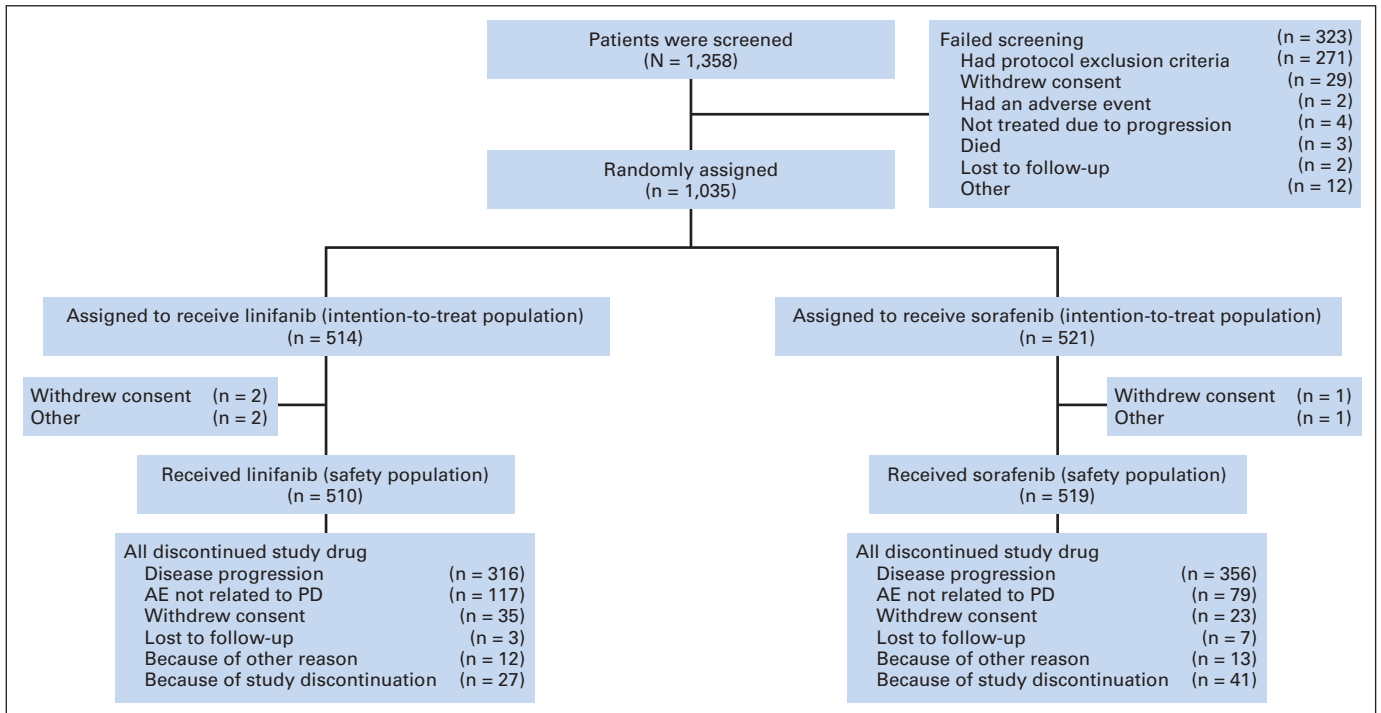 Patients were screened
(N = 1,358)
Failed screening (n = 323)
Had protocol exclusion criteria (n = 271)
Withdrew consent (n = 29)
Had an adverse event (n = 2)
Not treated due to progression (n = 4)
Died (n = 3)
Lost to follow-up (n = 2)
Other (n = 12)
Randomly assigned
(n = 1,035)
Assigned to receive linifanib (intention-to-treat population)
(n = 514)
Assigned to receive sorafenib (intention-to-treat population)
(n = 521)
Withdrew consent (n = 2)
Other (n = 2)
Withdrew consent (n = 1)
Other (n = 1)
Received linifanib (safety population)
(n = 510)
Received sorafenib (safety population)
(n = 519)
All discontinued study drug
Disease progression (n = 316)
AE not related to PD (n = 117)
Withdrew consent (n = 35)
Lost to follow-up (n = 3)
Because of other reason (n = 12)
Because of study discontinuation (n = 27)
All discontinued study drug
Disease progression (n = 356)
AE not related to PD (n = 79)
Withdrew consent (n = 23)
Lost to follow-up (n = 7)
Because of other reason (n = 13)
Because of study discontinuation (n = 41)